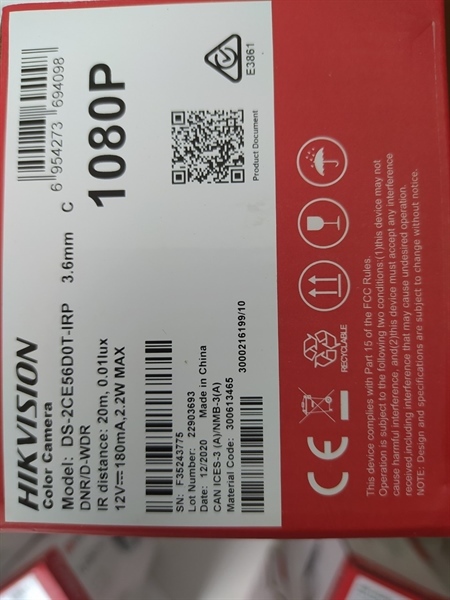 HIKVISION
Color Camera
Model: DS-2CE56D0T-IRP 3.6mm C
DNR/D-WDR
IR distance: 20m, 0.01lux
12V⎓180mA,2.2W MAX
6 954273 694098
1080P
E3861
Product Document
SN: F35243775
Lot Number: 22903693
Date: 12/2020 Made in China
CAN ICES-3 (A)/NMB-3(A)
Material Code: 300613465 3000216199/10
CE
RECYCLABLE
This device complies with Part 15 of the FCC Rules.
Operation is subject to the following two conditions:(1)this device may not
cause harmful interference, and(2)this device must accept any interference
received,including interference that may cause undesired operation.
NOTE: Design and specifications are subject to change without notice.